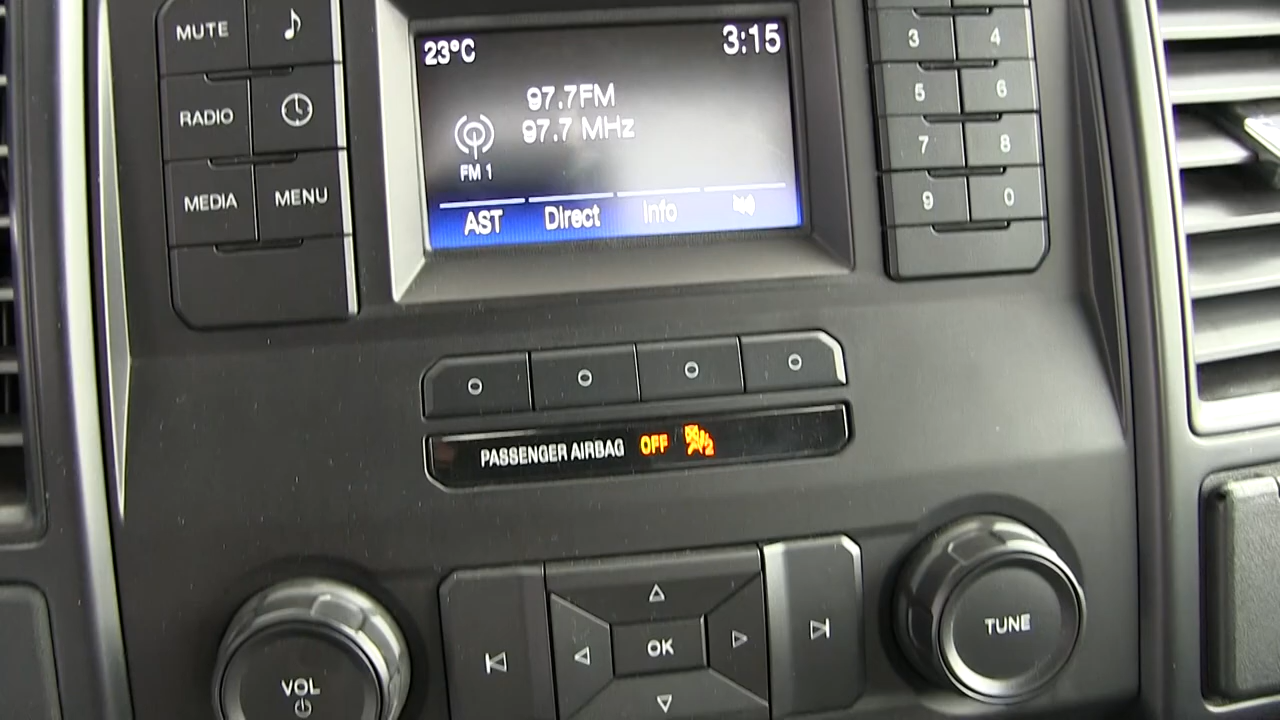 MUTE
RADIO
MEDIA MENU
23°C 3:15
97.7FM
97.7 MHz
FM 1
AST Direct Info
3 4
5 6
7 8
9 0
PASSENGER AIRBAG OFF 2
OK
VOL
TUNE